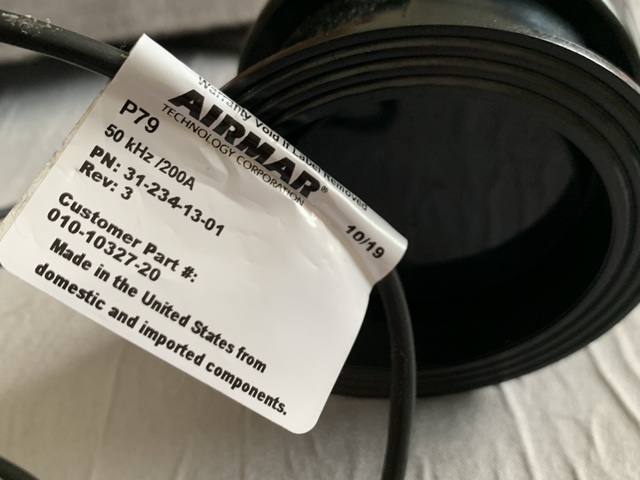 Warranty Void if Label Removed
AIRMAR®
TECHNOLOGY CORPORATION
P79
10/19
50 kHz /200A
PN: 31-234-13-01
Rev: 3
Customer Part #:
010-10327-20
Made in the United States from
domestic and imported components.